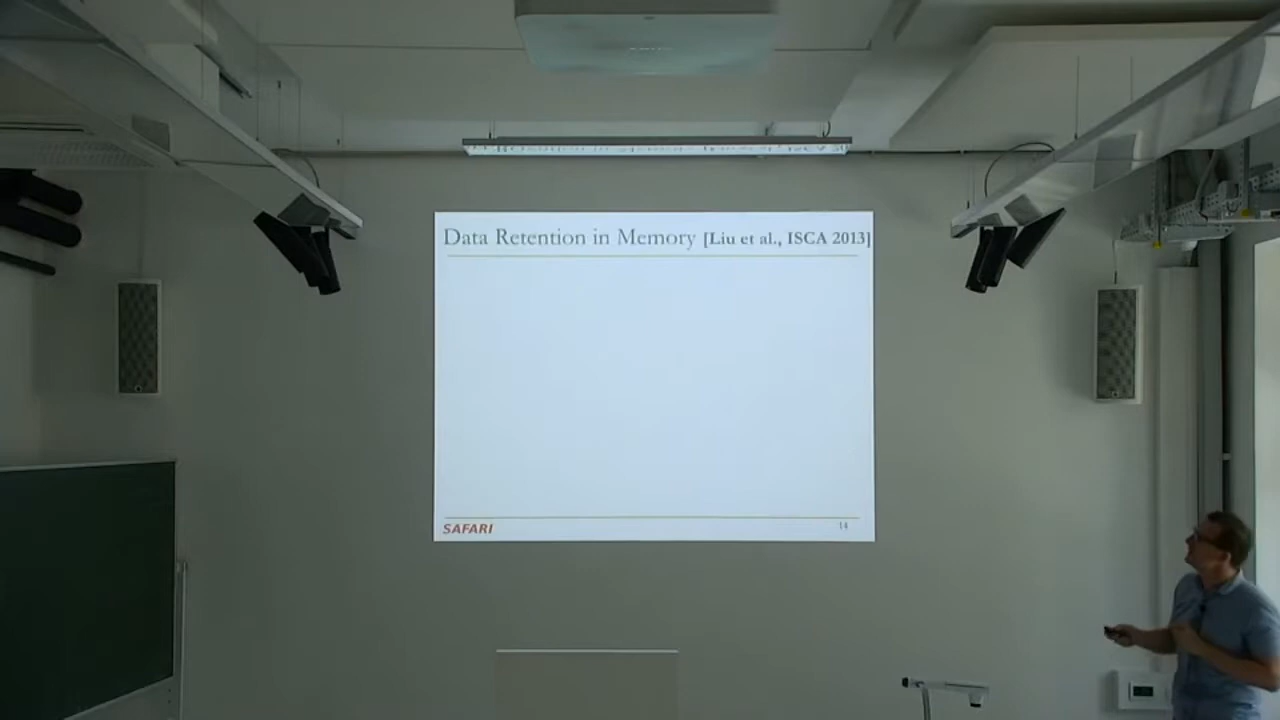 Data Retention in Memory [Liu et al., ISCA 2013]
SAFARI
14